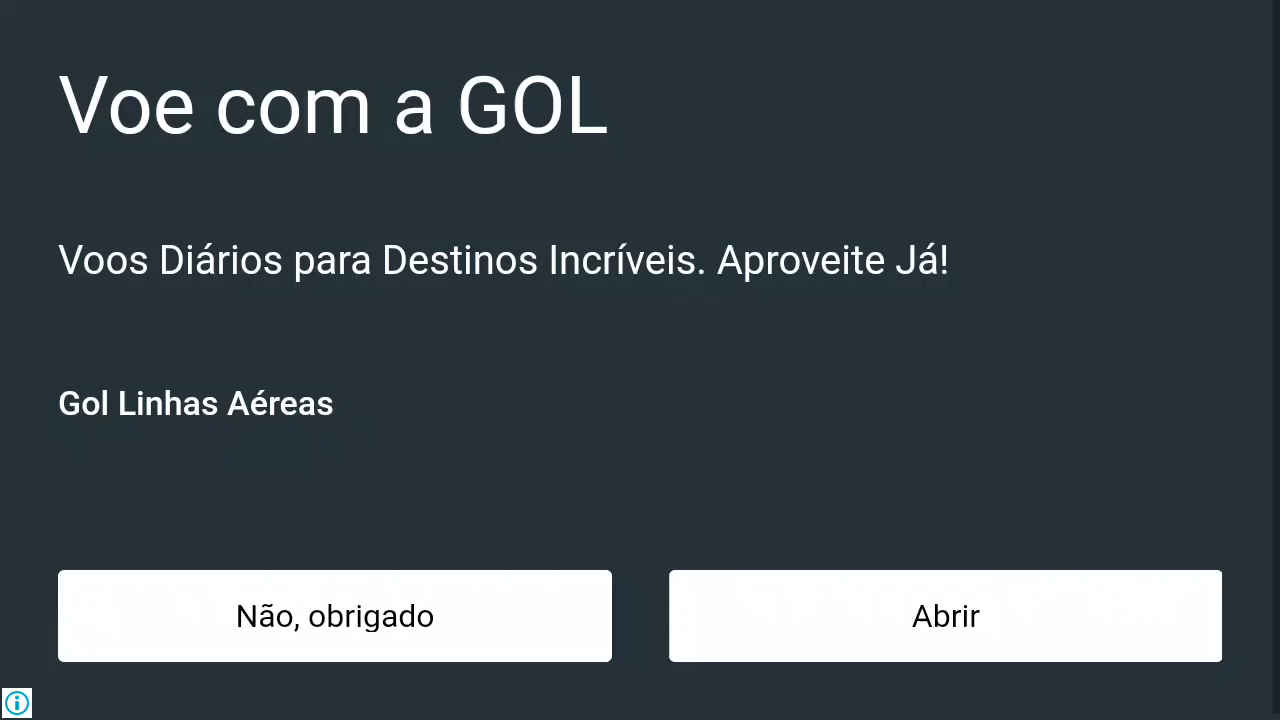 Voe com a GOL
Voos Diários para Destinos Incríveis. Aproveite Já!
Gol Linhas Aéreas
Não, obrigado
Abrir